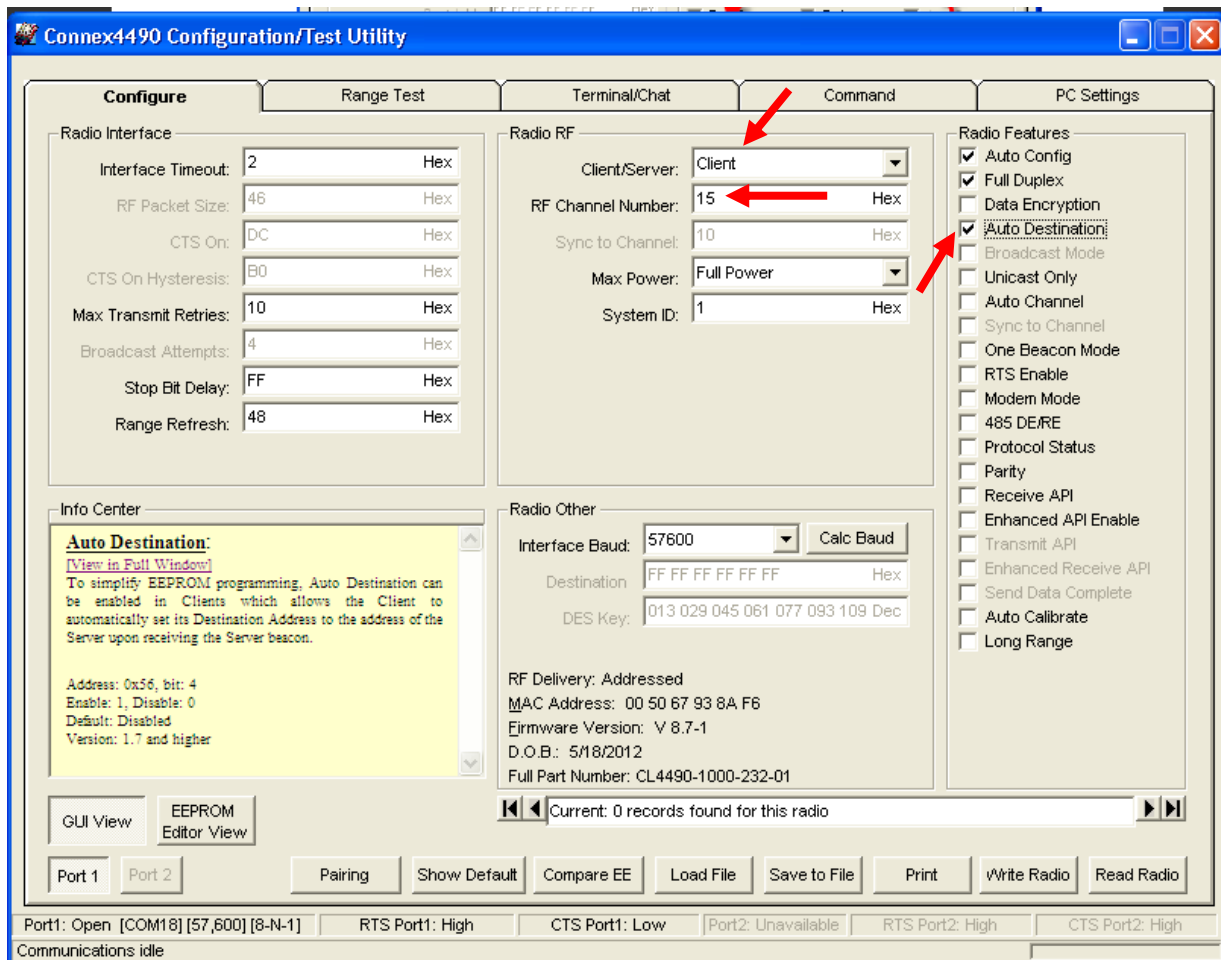 Connex4490 Configuration/Test Utility
Configure
Range Test
Terminal/Chat
Command
PC Settings
Radio Interface
Interface Timeout: 2 Hex
RF Packet Size: 46 Hex
CTS On: DC Hex
CTS On Hysteresis: B0 Hex
Max Transmit Retries: 10 Hex
Broadcast Attempts: 4 Hex
Stop Bit Delay: FF Hex
Range Refresh: 48 Hex
Radio RF
Client/Server: Client
RF Channel Number: 15 Hex
Sync to Channel: 10 Hex
Max Power: Full Power
System ID: 1 Hex
Radio Features
Auto Config
Full Duplex
Data Encryption
Auto Destination
Broadcast Mode
Unicast Only
Auto Channel
Sync to Channel
One Beacon Mode
RTS Enable
Modem Mode
485 DE/RE
Protocol Status
Parity
Receive API
Enhanced API Enable
Transmit API
Enhanced Receive API
Send Data Complete
Auto Calibrate
Long Range
Info Center
Auto Destination:
[View in Full Window]
To simplify EEPROM programming, Auto Destination can
be enabled in Clients which allows the Client to
automatically set its Destination Address to the address of the
Server upon receiving the Server beacon.
Address: 0x56, bit: 4
Enable: 1, Disable: 0
Default: Disabled
Version: 1.7 and higher
Radio Other
Interface Baud: 57600 Calc Baud
Destination FF FF FF FF FF FF Hex
DES Key: 013 029 045 061 077 093 109 Dec
RF Delivery: Addressed
MAC Address: 00 50 67 93 8A F6
Firmware Version: V 8.7-1
D.O.B.: 5/18/2012
Full Part Number: CL4490-1000-232-01
Current: 0 records found for this radio
GUI View
EEPROM
Editor View
Port 1
Port 2
Pairing
Show Default
Compare EE
Load File
Save to File
Print
Write Radio
Read Radio
Port1: Open [COM18] [57,600] [8-N-1]
RTS Port1: High
CTS Port1: Low
Port2: Unavailable
RTS Port2: High
CTS Port2: High
Communications idle